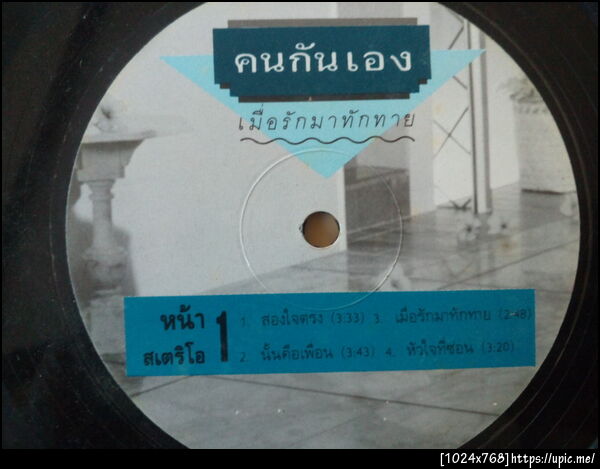 คนกันเอง
เมื่อรักมาทักทาย
หน้า 1
สเตริโอ
1. สองใจตรง (3:33) 3. เมื่อรักมาทักทาย (2:48)
2. นั้นคือเพื่อน (3:43) 4. หัวใจที่ซอน (3:20)
[1024x768]https://upic.me/